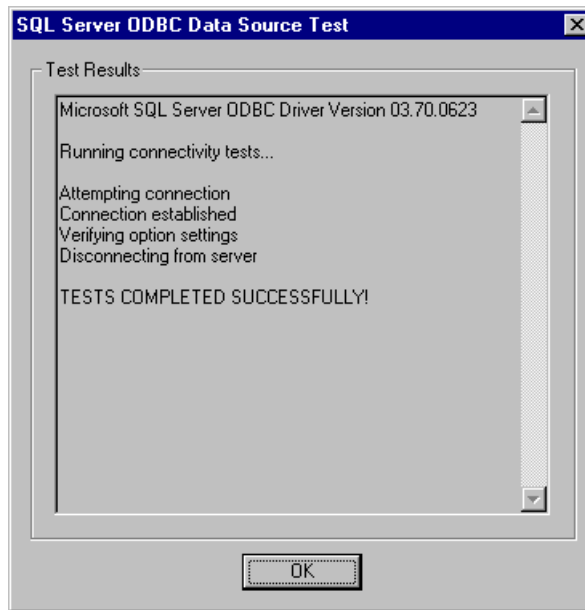 SQL Server ODBC Data Source Test
Test Results
Microsoft SQL Server ODBC Driver Version 03.70.0623
Running connectivity tests...
Attempting connection
Connection established
Verifying option settings
Disconnecting from server
TESTS COMPLETED SUCCESSFULLY!
OK